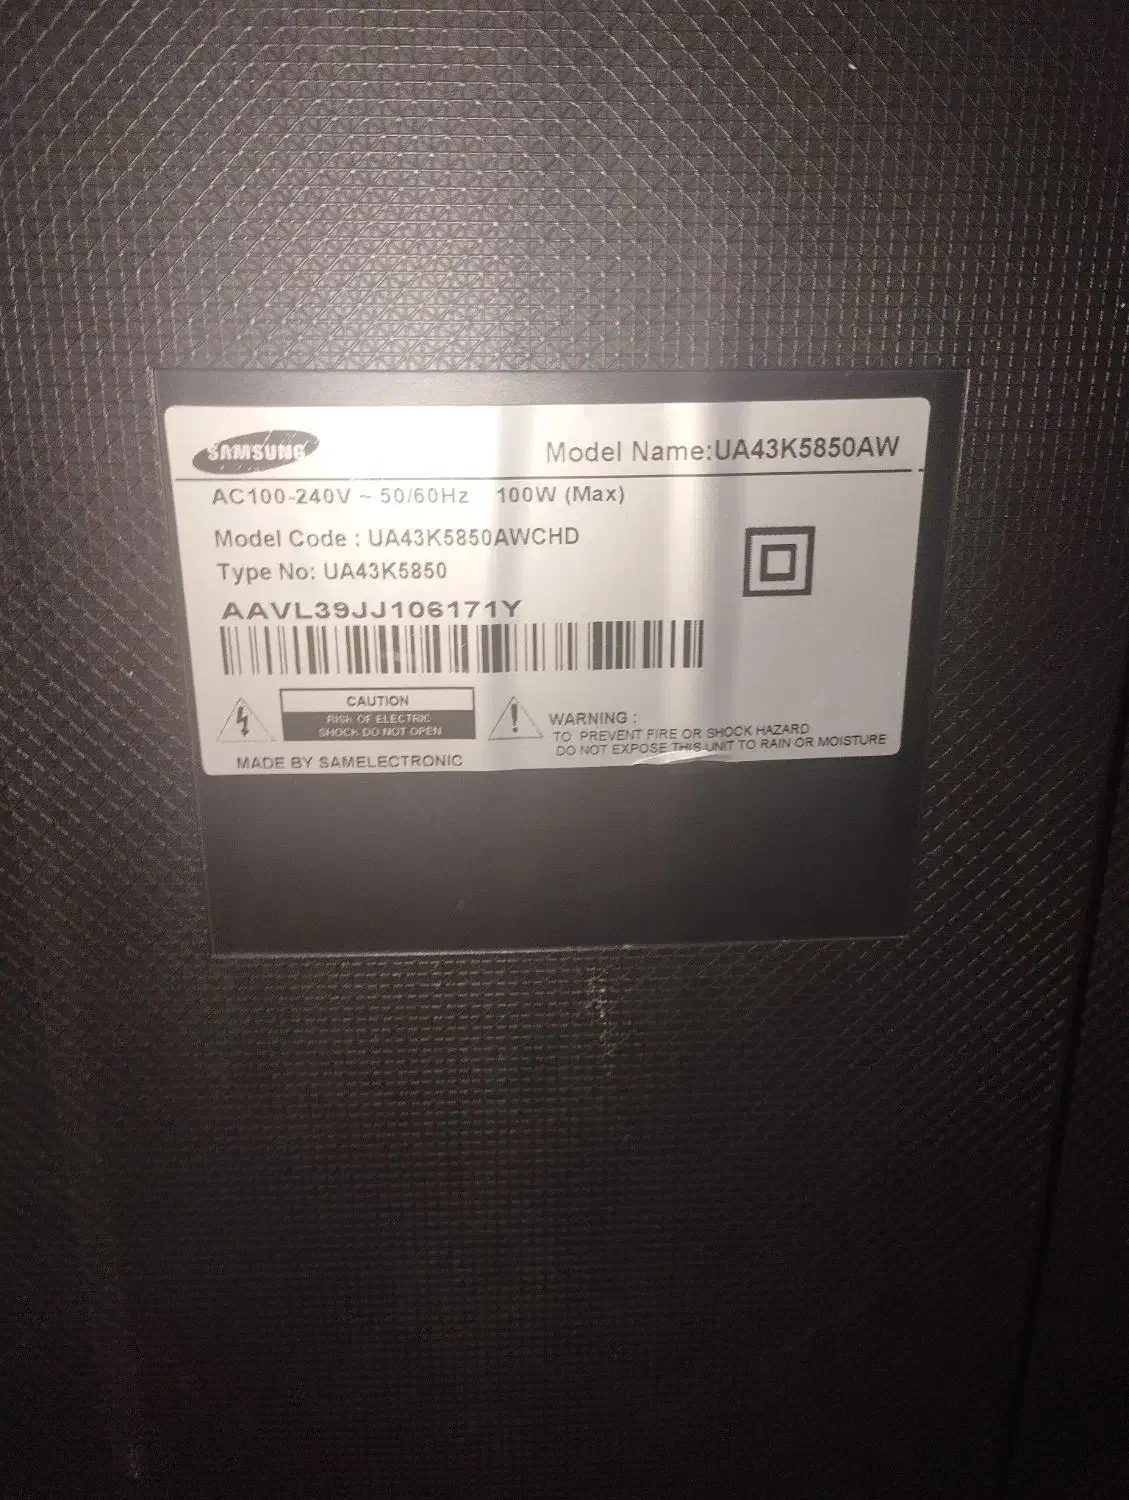 SAMSUNG
Model Name:UA43K5850AW
AC100-240V ~ 50/60Hz 100W (Max)
Model Code : UA43K5850AWCHD
Type No: UA43K5850
AAVL39JJ106171Y
CAUTION
RISK OF ELECTRIC
SHOCK DO NOT OPEN
WARNING :
TO PREVENT FIRE OR SHOCK HAZARD
DO NOT EXPOSE THIS UNIT TO RAIN OR MOISTURE
MADE BY SAMELECTRONIC